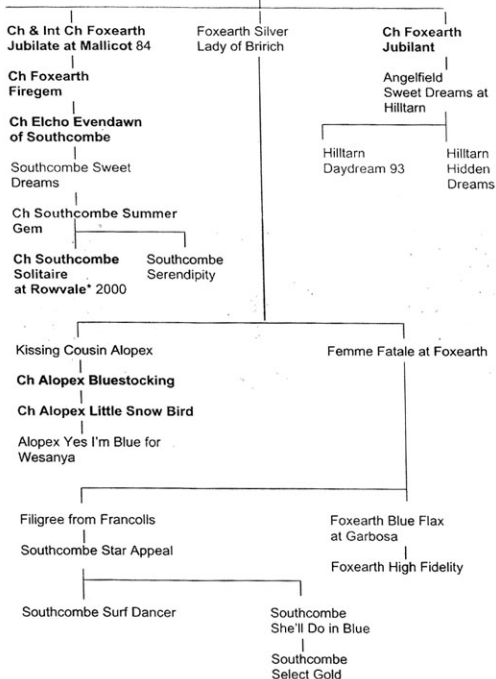 Ch & Int Ch Foxearth
Jubilate at Mallicot 84
Ch Foxearth
Firegem
Ch Elcho Evendawn
of Southcombe
Southcombe Sweet
Dreams
Ch Southcombe Summer
Gem
Ch Southcombe
Solitaire
at Rowvale* 2000
Southcombe
Serendipity
Foxearth Silver
Lady of Bririch
Ch Foxearth
Jubilant
Angelfield
Sweet Dreams at
Hilltarn
Hilltarn
Daydream 93
Hilltarn
Hidden
Dreams
Kissing Cousin Alopex
Ch Alopex Bluestocking
Ch Alopex Little Snow Bird
Alopex Yes I'm Blue for
Wesanya
Femme Fatale at Foxearth
Filigree from Francolls
Southcombe Star Appeal
Southcombe Surf Dancer
Southcombe
She'll Do in Blue
Southcombe
Select Gold
Foxearth Blue Flax
at Garbosa
Foxearth High Fidelity